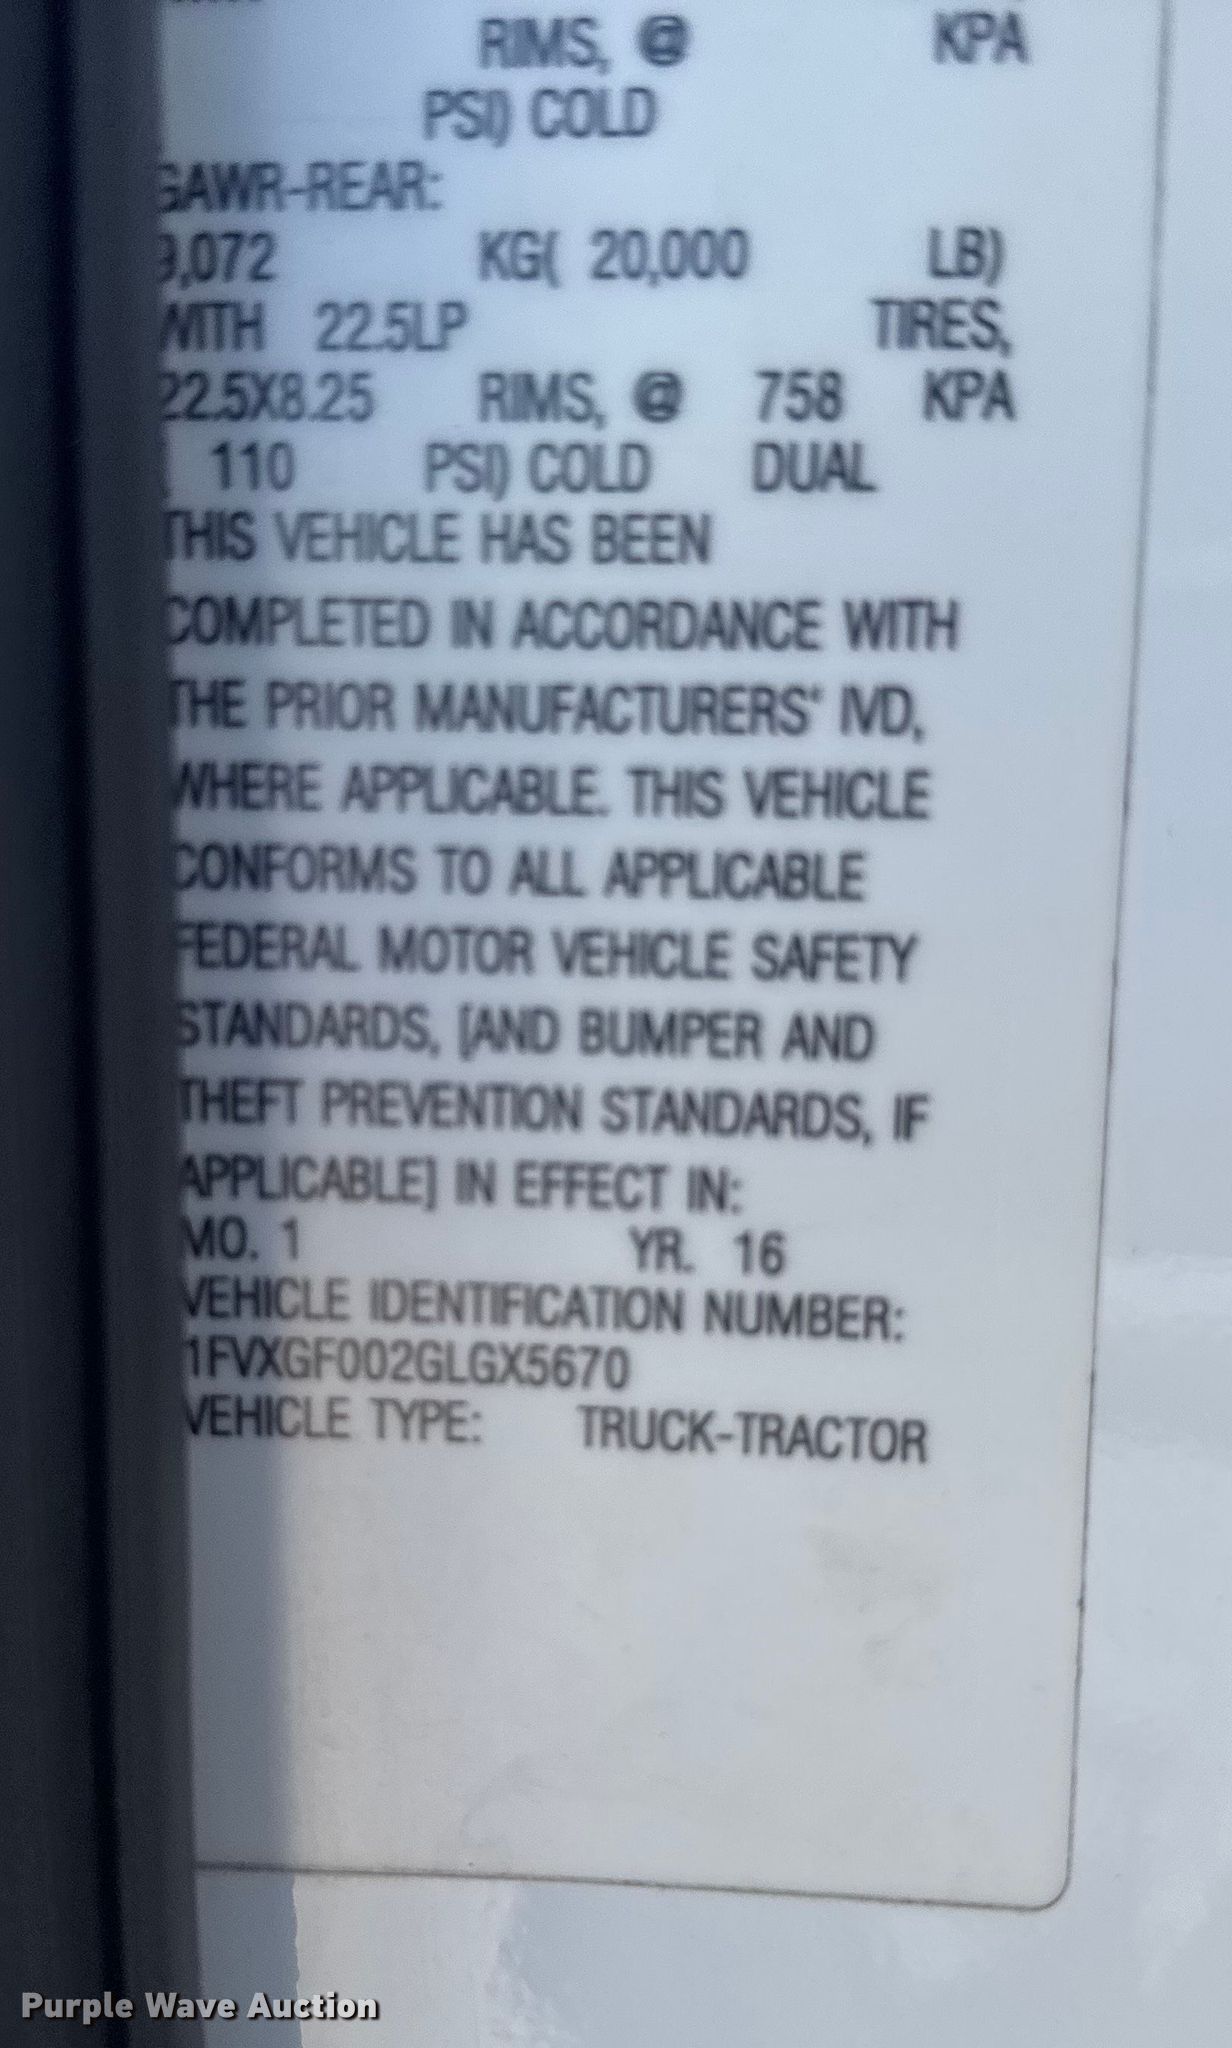 RIMS, @ KPA
PSI) COLD
GAWR-REAR:
9,072 KG( 20,000 LB)
WITH 22.5LP TIRES,
22.5X8.25 RIMS, @ 758 KPA
( 110 PSI) COLD DUAL
THIS VEHICLE HAS BEEN
COMPLETED IN ACCORDANCE WITH
THE PRIOR MANUFACTURERS' IVD,
WHERE APPLICABLE. THIS VEHICLE
CONFORMS TO ALL APPLICABLE
FEDERAL MOTOR VEHICLE SAFETY
STANDARDS, [AND BUMPER AND
THEFT PREVENTION STANDARDS, IF
APPLICABLE] IN EFFECT IN:
MO. 1 YR. 16
VEHICLE IDENTIFICATION NUMBER:
1FVXGF002GLGX5670
VEHICLE TYPE: TRUCK-TRACTOR
Purple Wave Auction